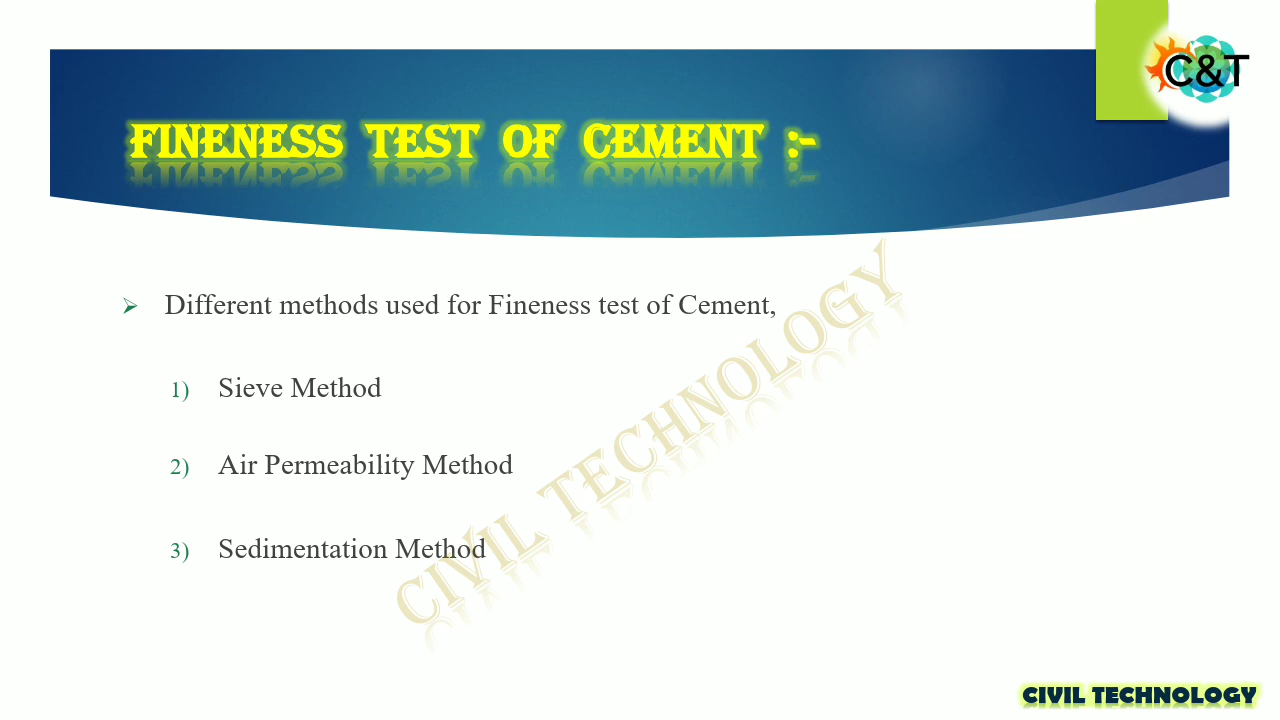 C&T
FINENESS TEST OF CEMENT :-
➢ Different methods used for Fineness test of Cement,
1) Sieve Method
2) Air Permeability Method
3) Sedimentation Method
CIVIL TECHNOLOGY
CIVIL TECHNOLOGY